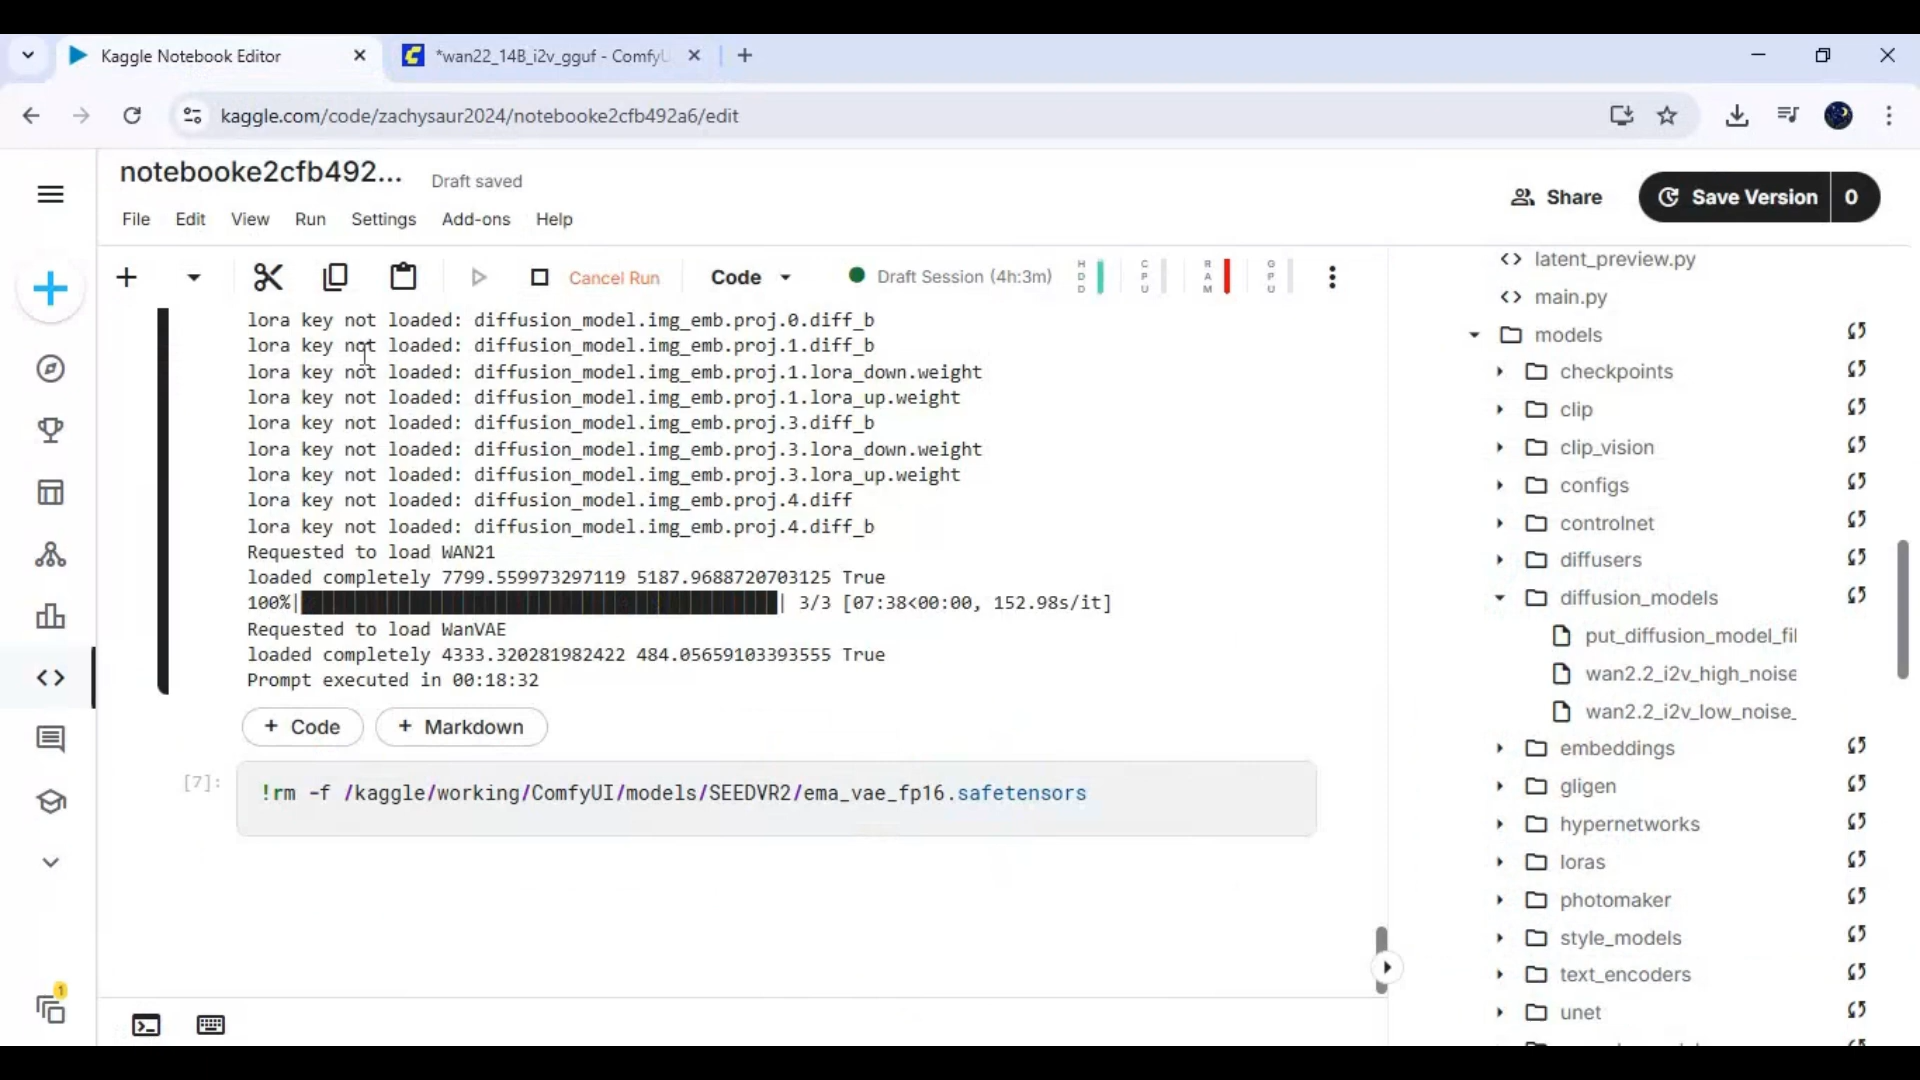 Kaggle Notebook Editor
*wan22_14B_i2v_gguf - ComfyU
kaggle.com/code/zachysaur2024/notebooke2cfb492a6/edit
notebooke2cfb492...
Draft saved
Share
Save Version
0
File Edit View Run Settings Add-ons Help
Cancel Run
Code
Draft Session (4h:3m)
HDD
CPU
RAM
GPU
lora key not loaded: diffusion_model.img_emb.proj.0.diff_b
lora key not loaded: diffusion_model.img_emb.proj.1.diff_b
lora key not loaded: diffusion_model.img_emb.proj.1.lora_down.weight
lora key not loaded: diffusion_model.img_emb.proj.1.lora_up.weight
lora key not loaded: diffusion_model.img_emb.proj.3.diff_b
lora key not loaded: diffusion_model.img_emb.proj.3.lora_down.weight
lora key not loaded: diffusion_model.img_emb.proj.3.lora_up.weight
lora key not loaded: diffusion_model.img_emb.proj.4.diff
lora key not loaded: diffusion_model.img_emb.proj.4.diff_b
Requested to load WAN21
loaded completely 7799.559973297119 5187.9688720703125 True
100%|██████████| 3/3 [07:38<00:00, 152.98s/it]
Requested to load WanVAE
loaded completely 4333.320281982422 484.05659103393555 True
Prompt executed in 00:18:32
+ Code
+ Markdown
[7]:
!rm -f /kaggle/working/ComfyUI/models/SEEDVR2/ema_vae_fp16.safetensors
latent_preview.py
main.py
models
checkpoints
clip
clip_vision
configs
controlnet
diffusers
diffusion_models
put_diffusion_model_fil
wan2.2_i2v_high_noise
wan2.2_i2v_low_noise_
embeddings
gligen
hypernetworks
loras
photomaker
style_models
text_encoders
unet
1